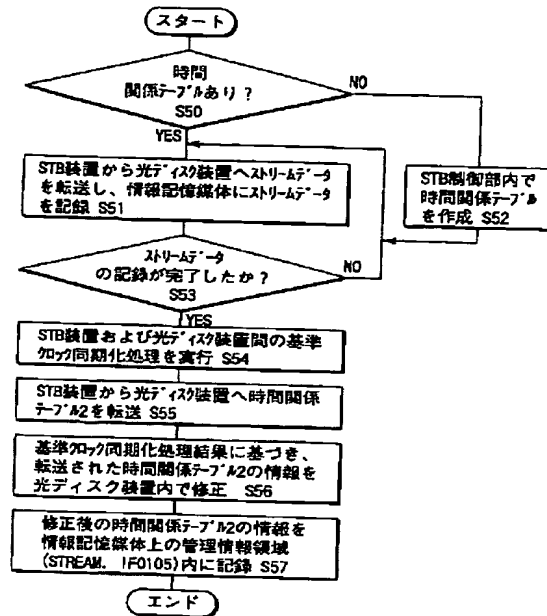 スタート
時間
関係テーブルあり？
S50
NO
YES
STB装置から光ディスク装置へストリームデータ
を転送し、情報記憶媒体にストリームデータ
を記録 S51
STB制御部内で
時間関係テーブル
を作成 S52
ストリームデータ
の記録が完了したか？
S53
NO
YES
STB装置および光ディスク装置間の基準
クロック同期化処理を実行 S54
STB装置から光ディスク装置へ時間関係
テーブル2を転送 S55
基準クロック同期化処理結果に基づき、
転送された時間関係テーブル2の情報を
光ディスク装置内で修正 S56
修正後の時間関係テーブル2の情報を
情報記憶媒体上の管理情報領域
(STREAM. IFO105)内に記録 S57
エンド